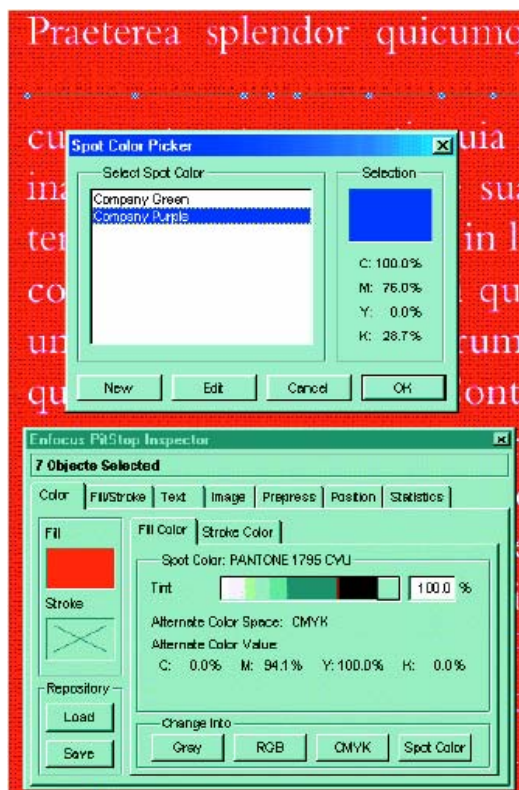 Praeterea splendor quicumq
cu
uia
Spot Color Picker
Select Spot Color
Selection
Company Green
Company Purple
ina
sua
ter
in l
C: 100.0%
M: 76.0%
Y: 0.0%
K: 28.7%
co
qu
un
rum
New Edit Cancel OK
qu
ont
Enfocus PitStop Inspector
7 Objects Selected
Color Fill/Stroke Text Image Prepress Position Statistics
Fill
Fill Color Stroke Color
Spot Color: PANTONE 1795 CVU
Tint 100.0 %
Stroke
Alternate Color Space: CMYK
Alternate Color Value
C: 0.0% M: 94.1% Y: 100.0% K: 0.0%
Repository
Load
Save
Change Into
Gray RGB CMYK Spot Color